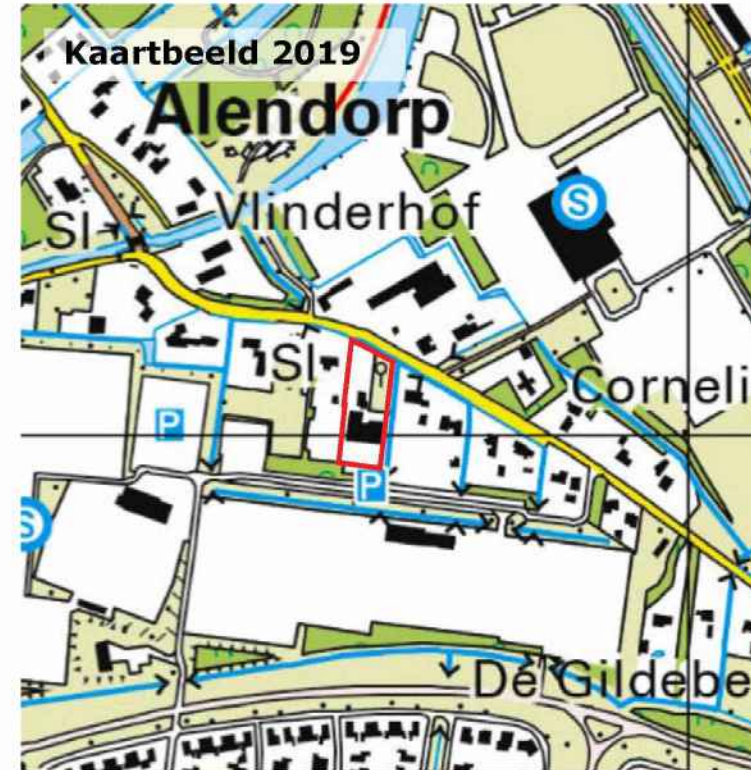 Kaartbeeld 2019
Alendorp
Vlinderhof
S
Sl
Sl
Corneli
P
P
S
De Gildebe